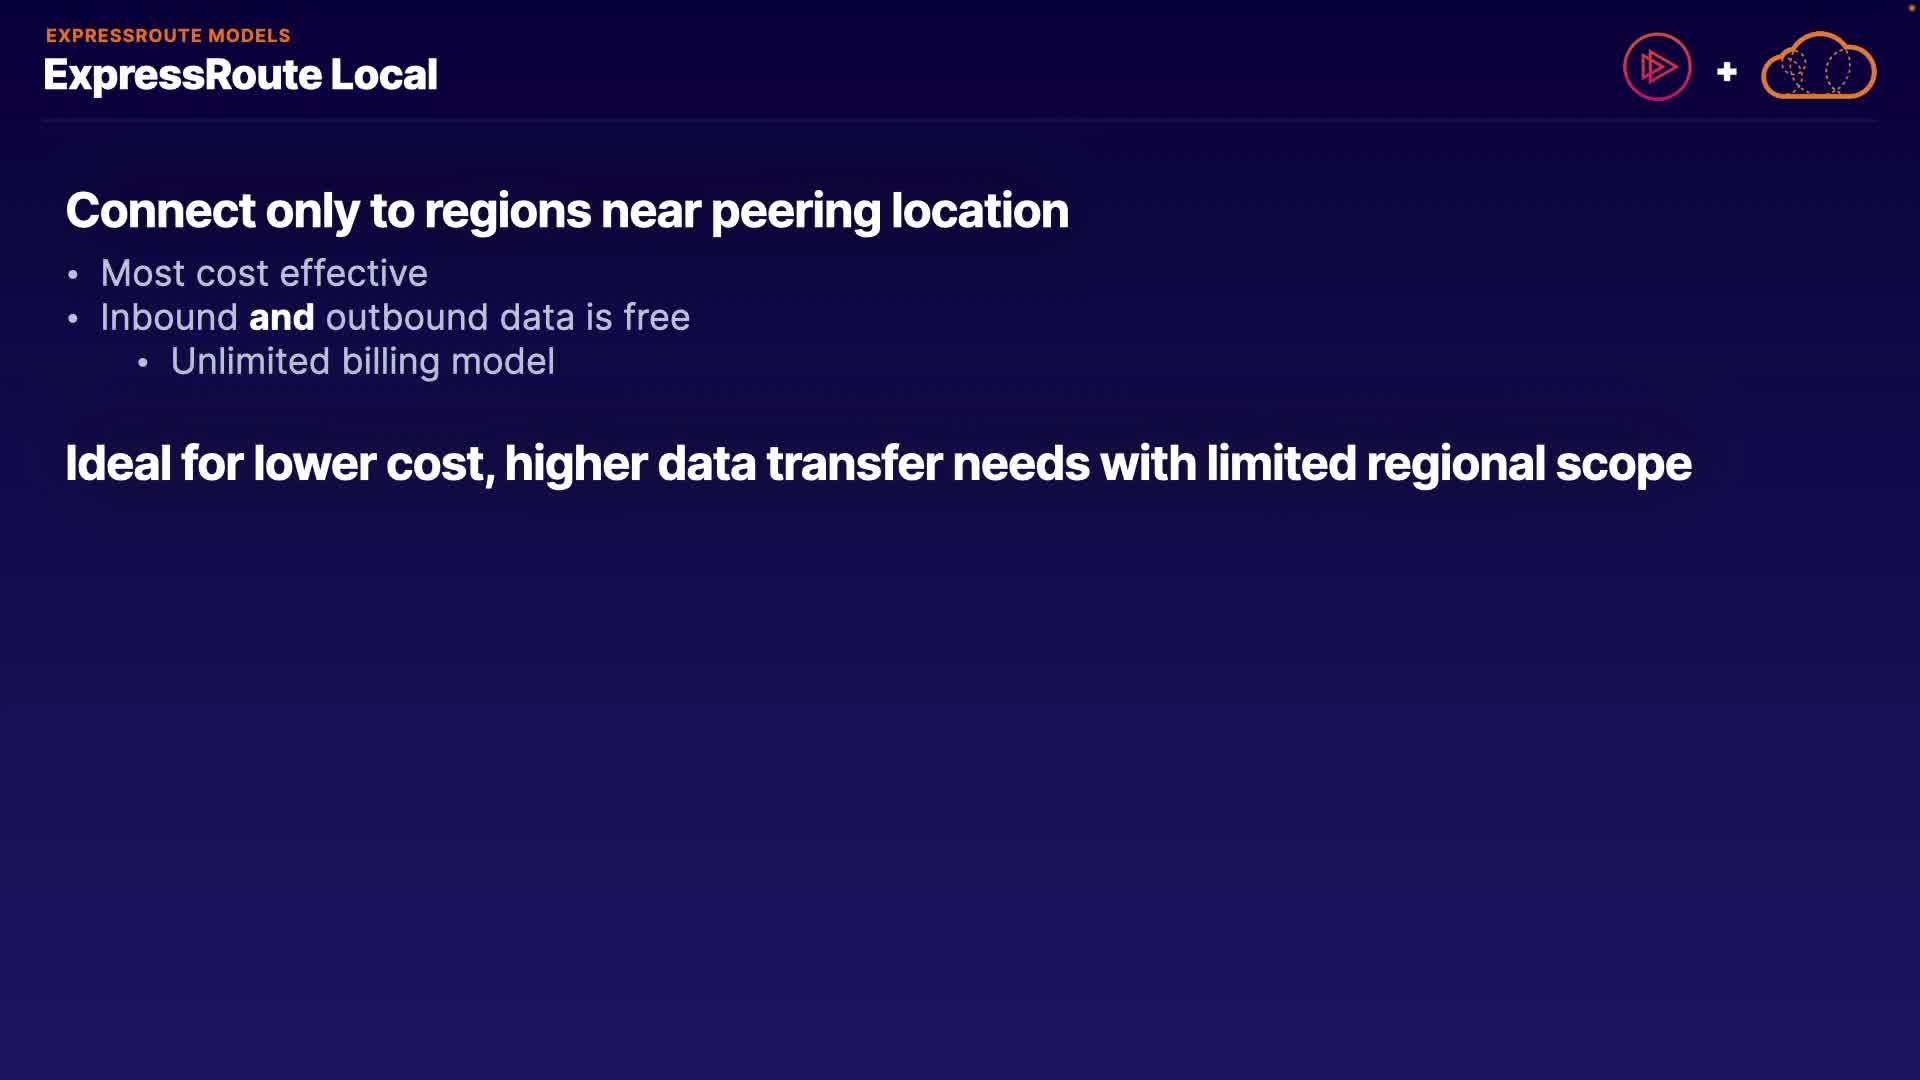 EXPRESSROUTE MODELS
ExpressRoute Local
+
Connect only to regions near peering location
• Most cost effective
• Inbound and outbound data is free
• Unlimited billing model
Ideal for lower cost, higher data transfer needs with limited regional scope